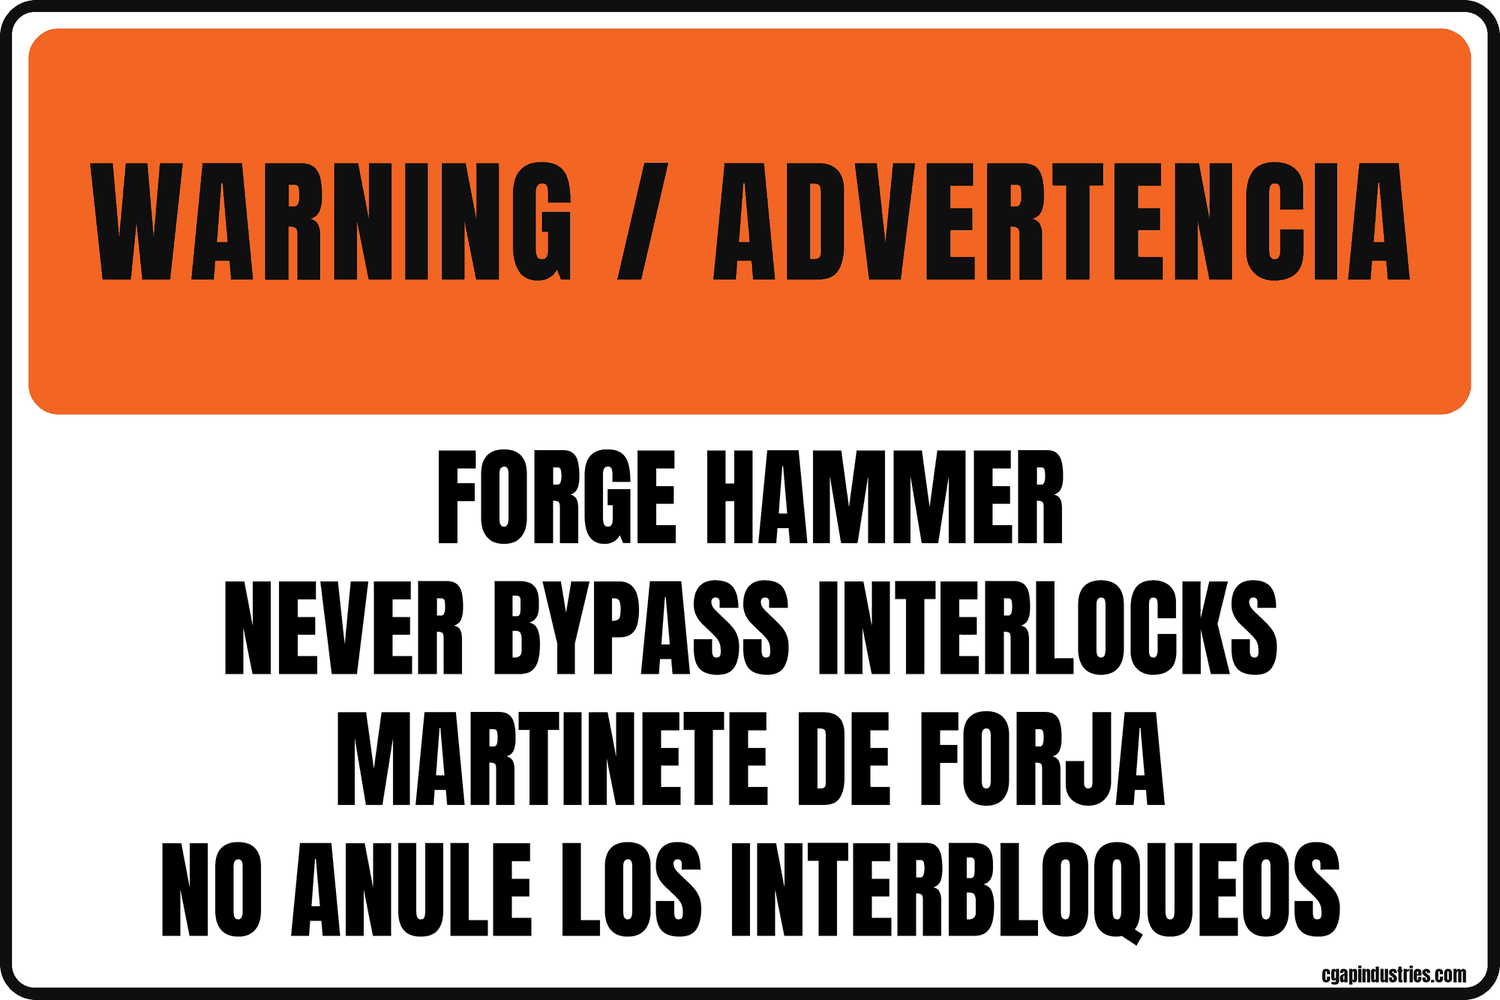 WARNING / ADVERTENCIA
FORGE HAMMER
NEVER BYPASS INTERLOCKS
MARTINETE DE FORJA
NO ANULE LOS INTERBLOQUEOS
cgapindustries.com